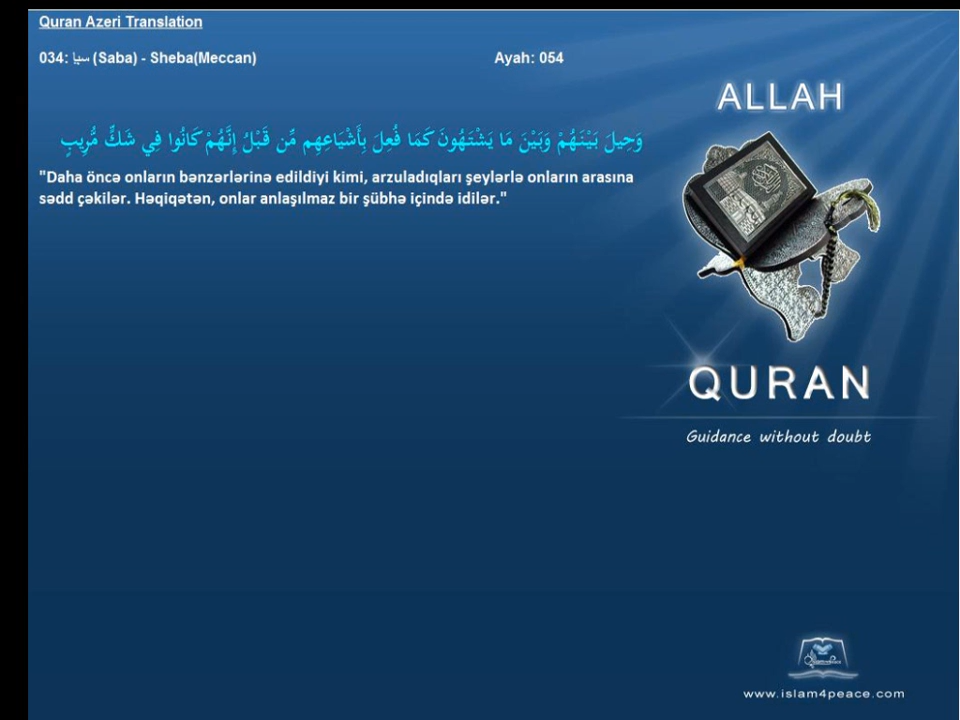 Quran Azeri Translation
034: سبإ (Saba) - Sheba(Meccan) Ayah: 054
وَحِيلَ بَيْنَهُمْ وَبَيْنَ مَا يَشْتَهُونَ كَمَا فُعِلَ بِأَشْيَاعِهِم مِّن قَبْلُ إِنَّهُمْ كَانُوا فِي شَكٍّ مُّرِيبٍ
"Daha öncə onların bənzərlərinə edildiyi kimi, arzuladıqları şeylərlə onların arasına
sədd çəkilər. Həqiqətən, onlar anlaşılmaz bir şübhə içində idilər."
ALLAH
QURAN
Guidance without doubt
www.islam4peace.com